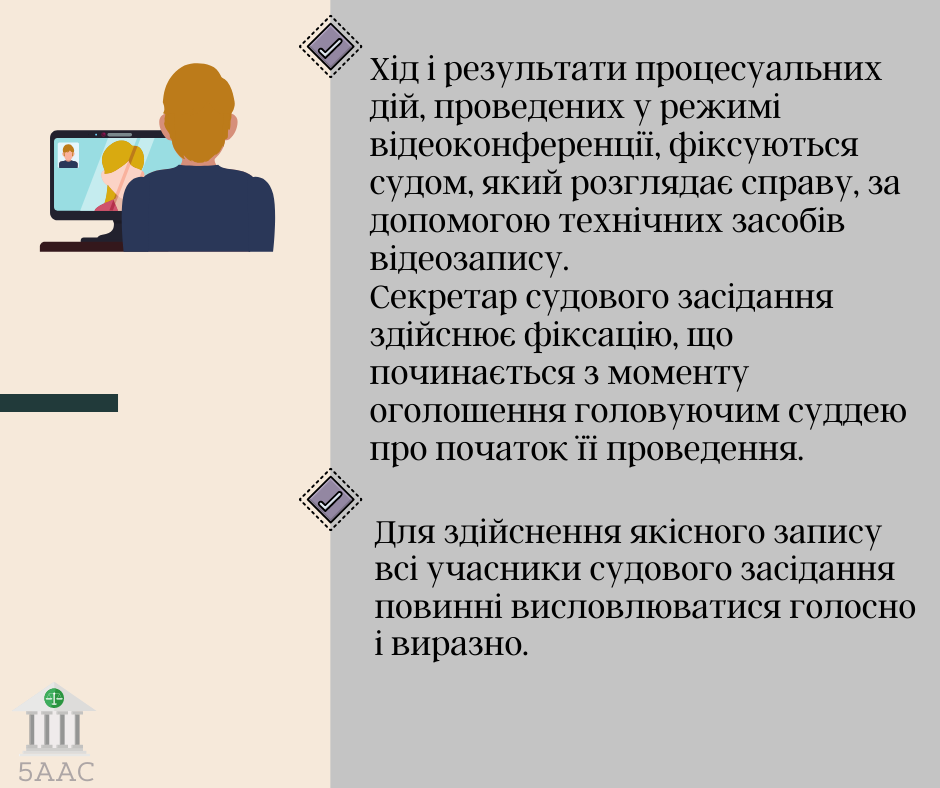 Хід і результати процесуальних
дій, проведених у режимі
відеоконференції, фіксуються
судом, який розглядає справу, за
допомогою технічних засобів
відеозапису.
Секретар судового засідання
здійснює фіксацію, що
починається з моменту
оголошення головуючим суддею
про початок її проведення.
Для здійснення якісного запису
всі учасники судового засідання
повинні висловлюватися голосно
і виразно.
5ААС